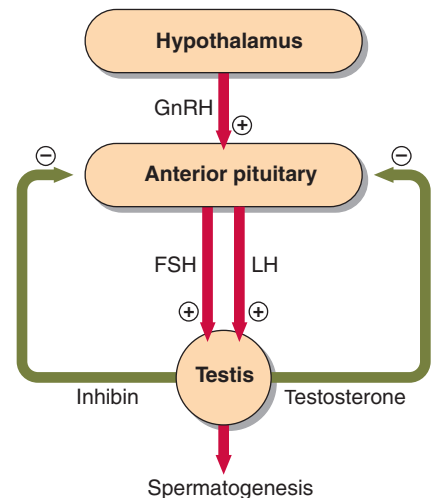 Hypothalamus
GnRH
+
−
−
Anterior pituitary
FSH
LH
+
+
Testis
Inhibin
Testosterone
Spermatogenesis